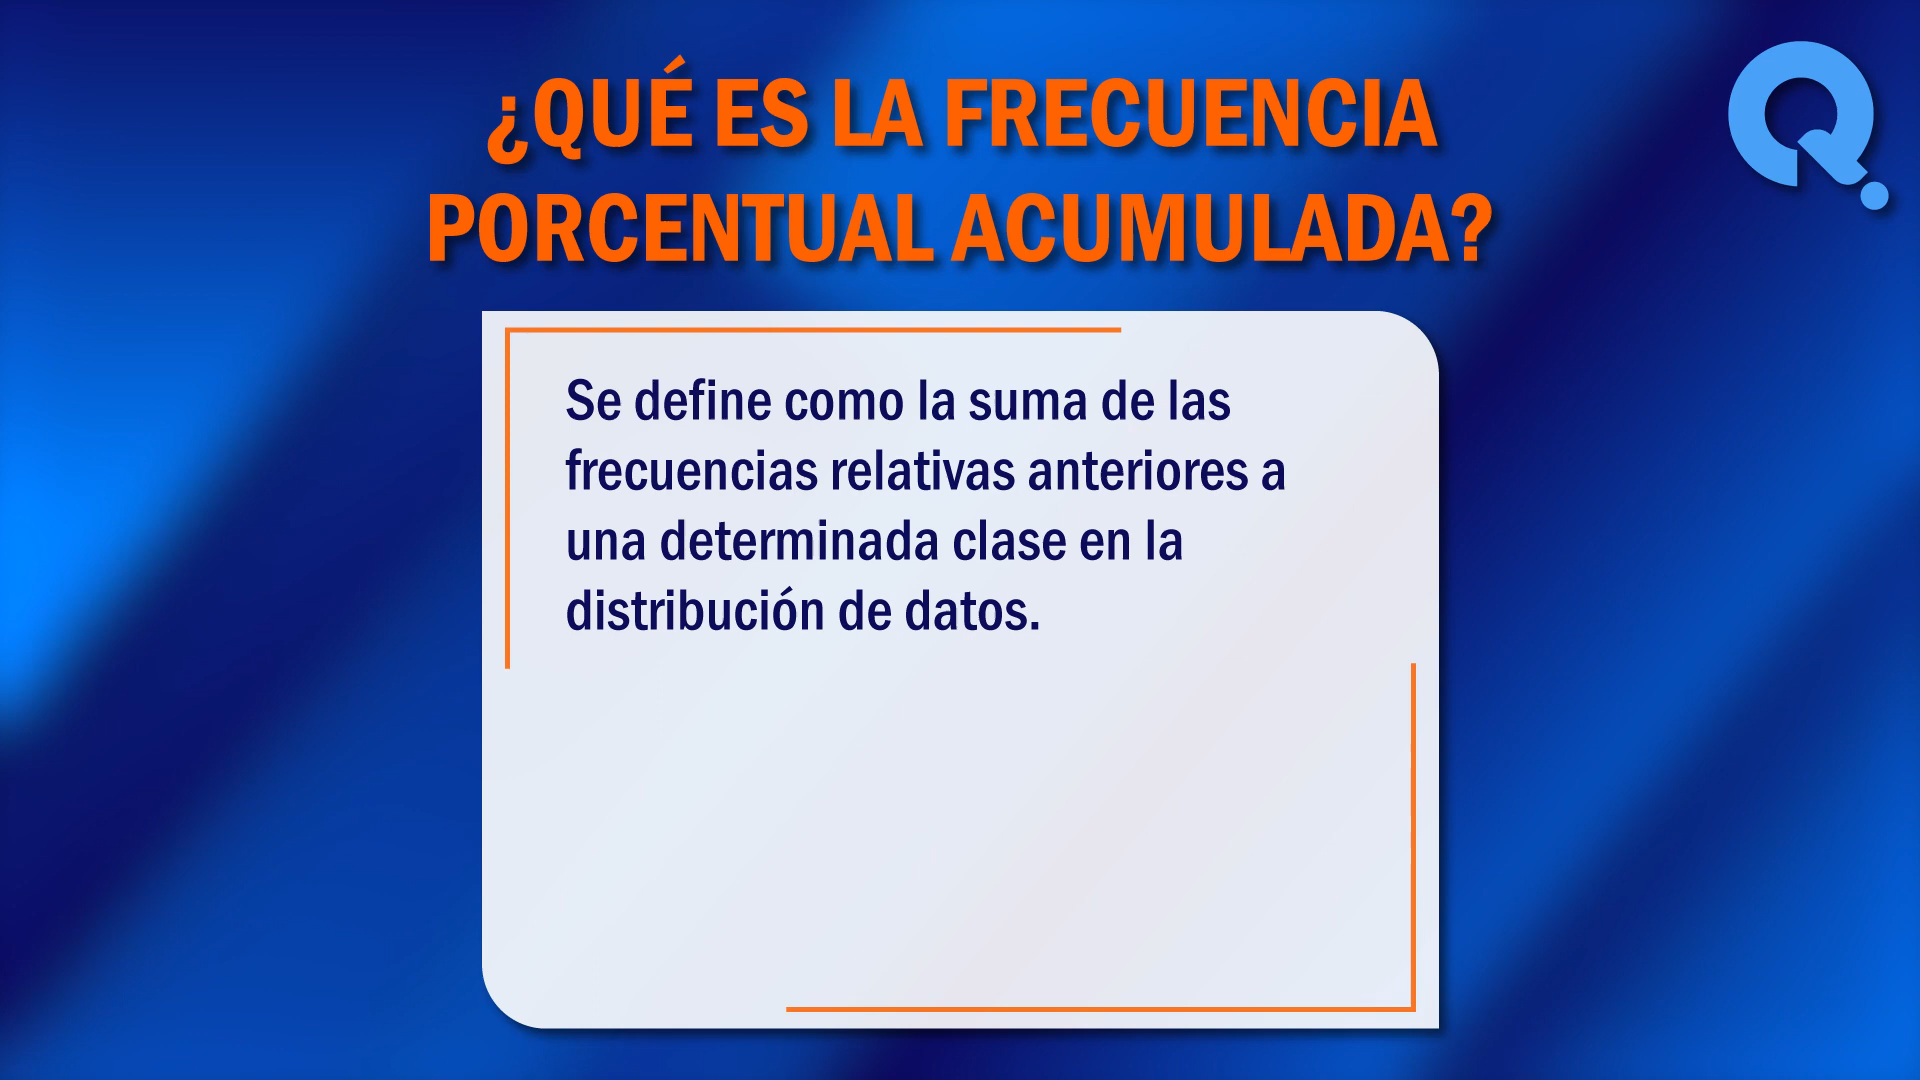 ¿QUÉ ES LA FRECUENCIA
PORCENTUAL ACUMULADA?
Se define como la suma de las
frecuencias relativas anteriores a
una determinada clase en la
distribución de datos.